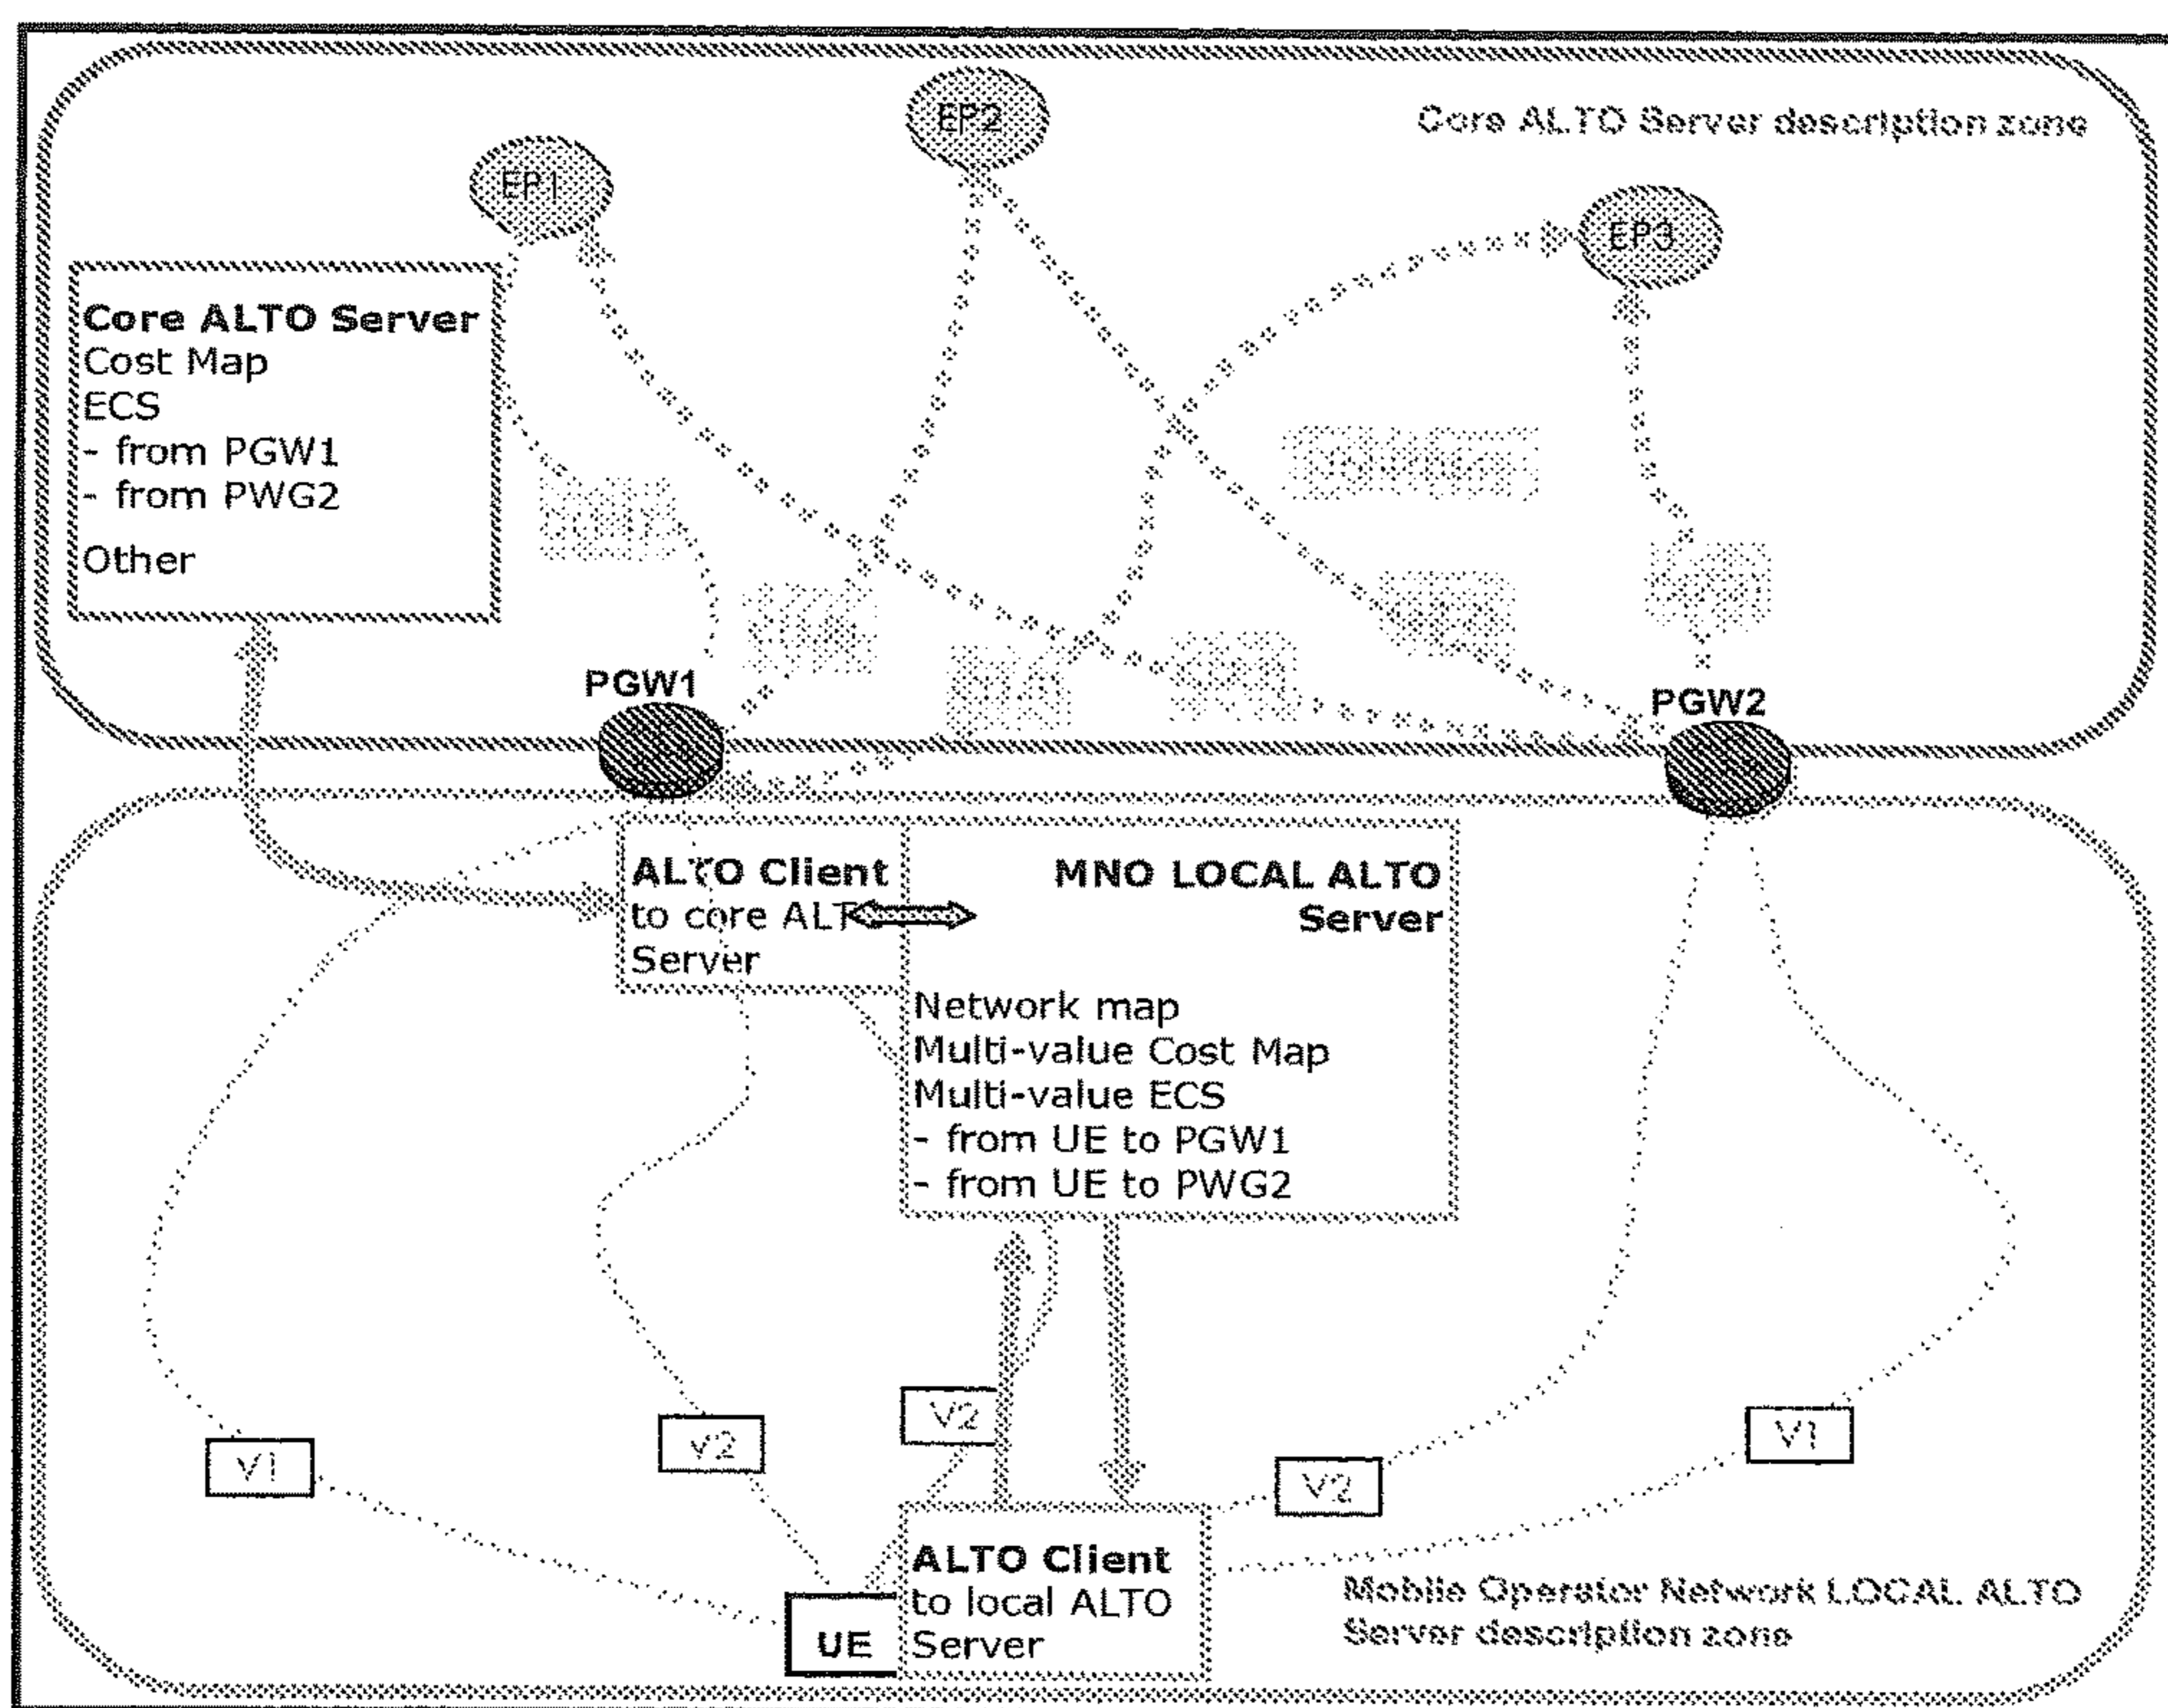 EP2
Core ALTO Server description zone
EP1
EP3
Core ALTO Server
Cost Map
ECS
- from PGW1
- from PWG2
Other
PGW1
PGW2
ALTO Client
to core ALT
Server
MNO LOCAL ALTO
Server
Network map
Multi-value Cost Map
Multi-value ECS
- from UE to PGW1
- from UE to PWG2
V2
V1
V2
V1
V2
ALTO Client
to local ALTO
Server
UE
Mobile Operator Network LOCAL ALTO
Server description zone